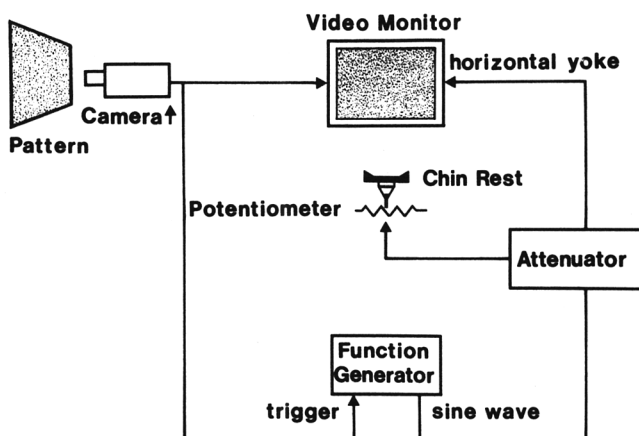 Video Monitor
horizontal yoke
Camera
Pattern
Chin Rest
Potentiometer
Attenuator
Function
Generator
trigger
sine wave